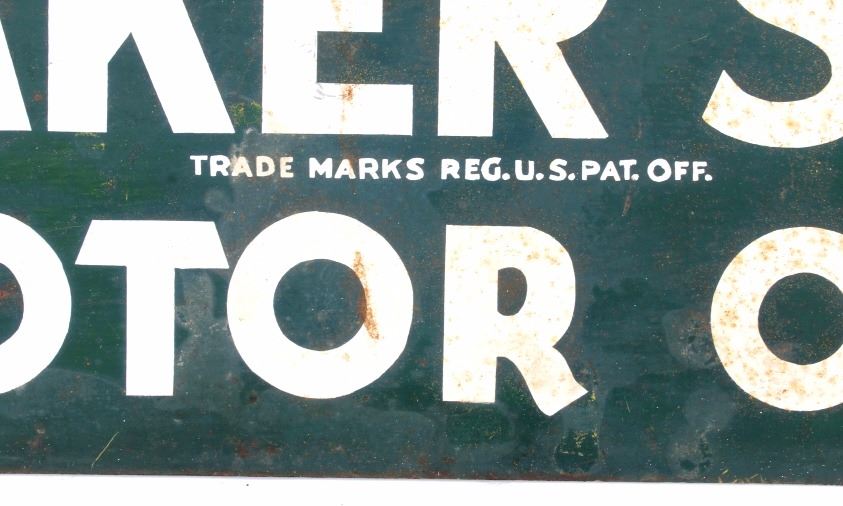 AKER S
TRADE MARKS REG. U. S. PAT. OFF.
OTOR O